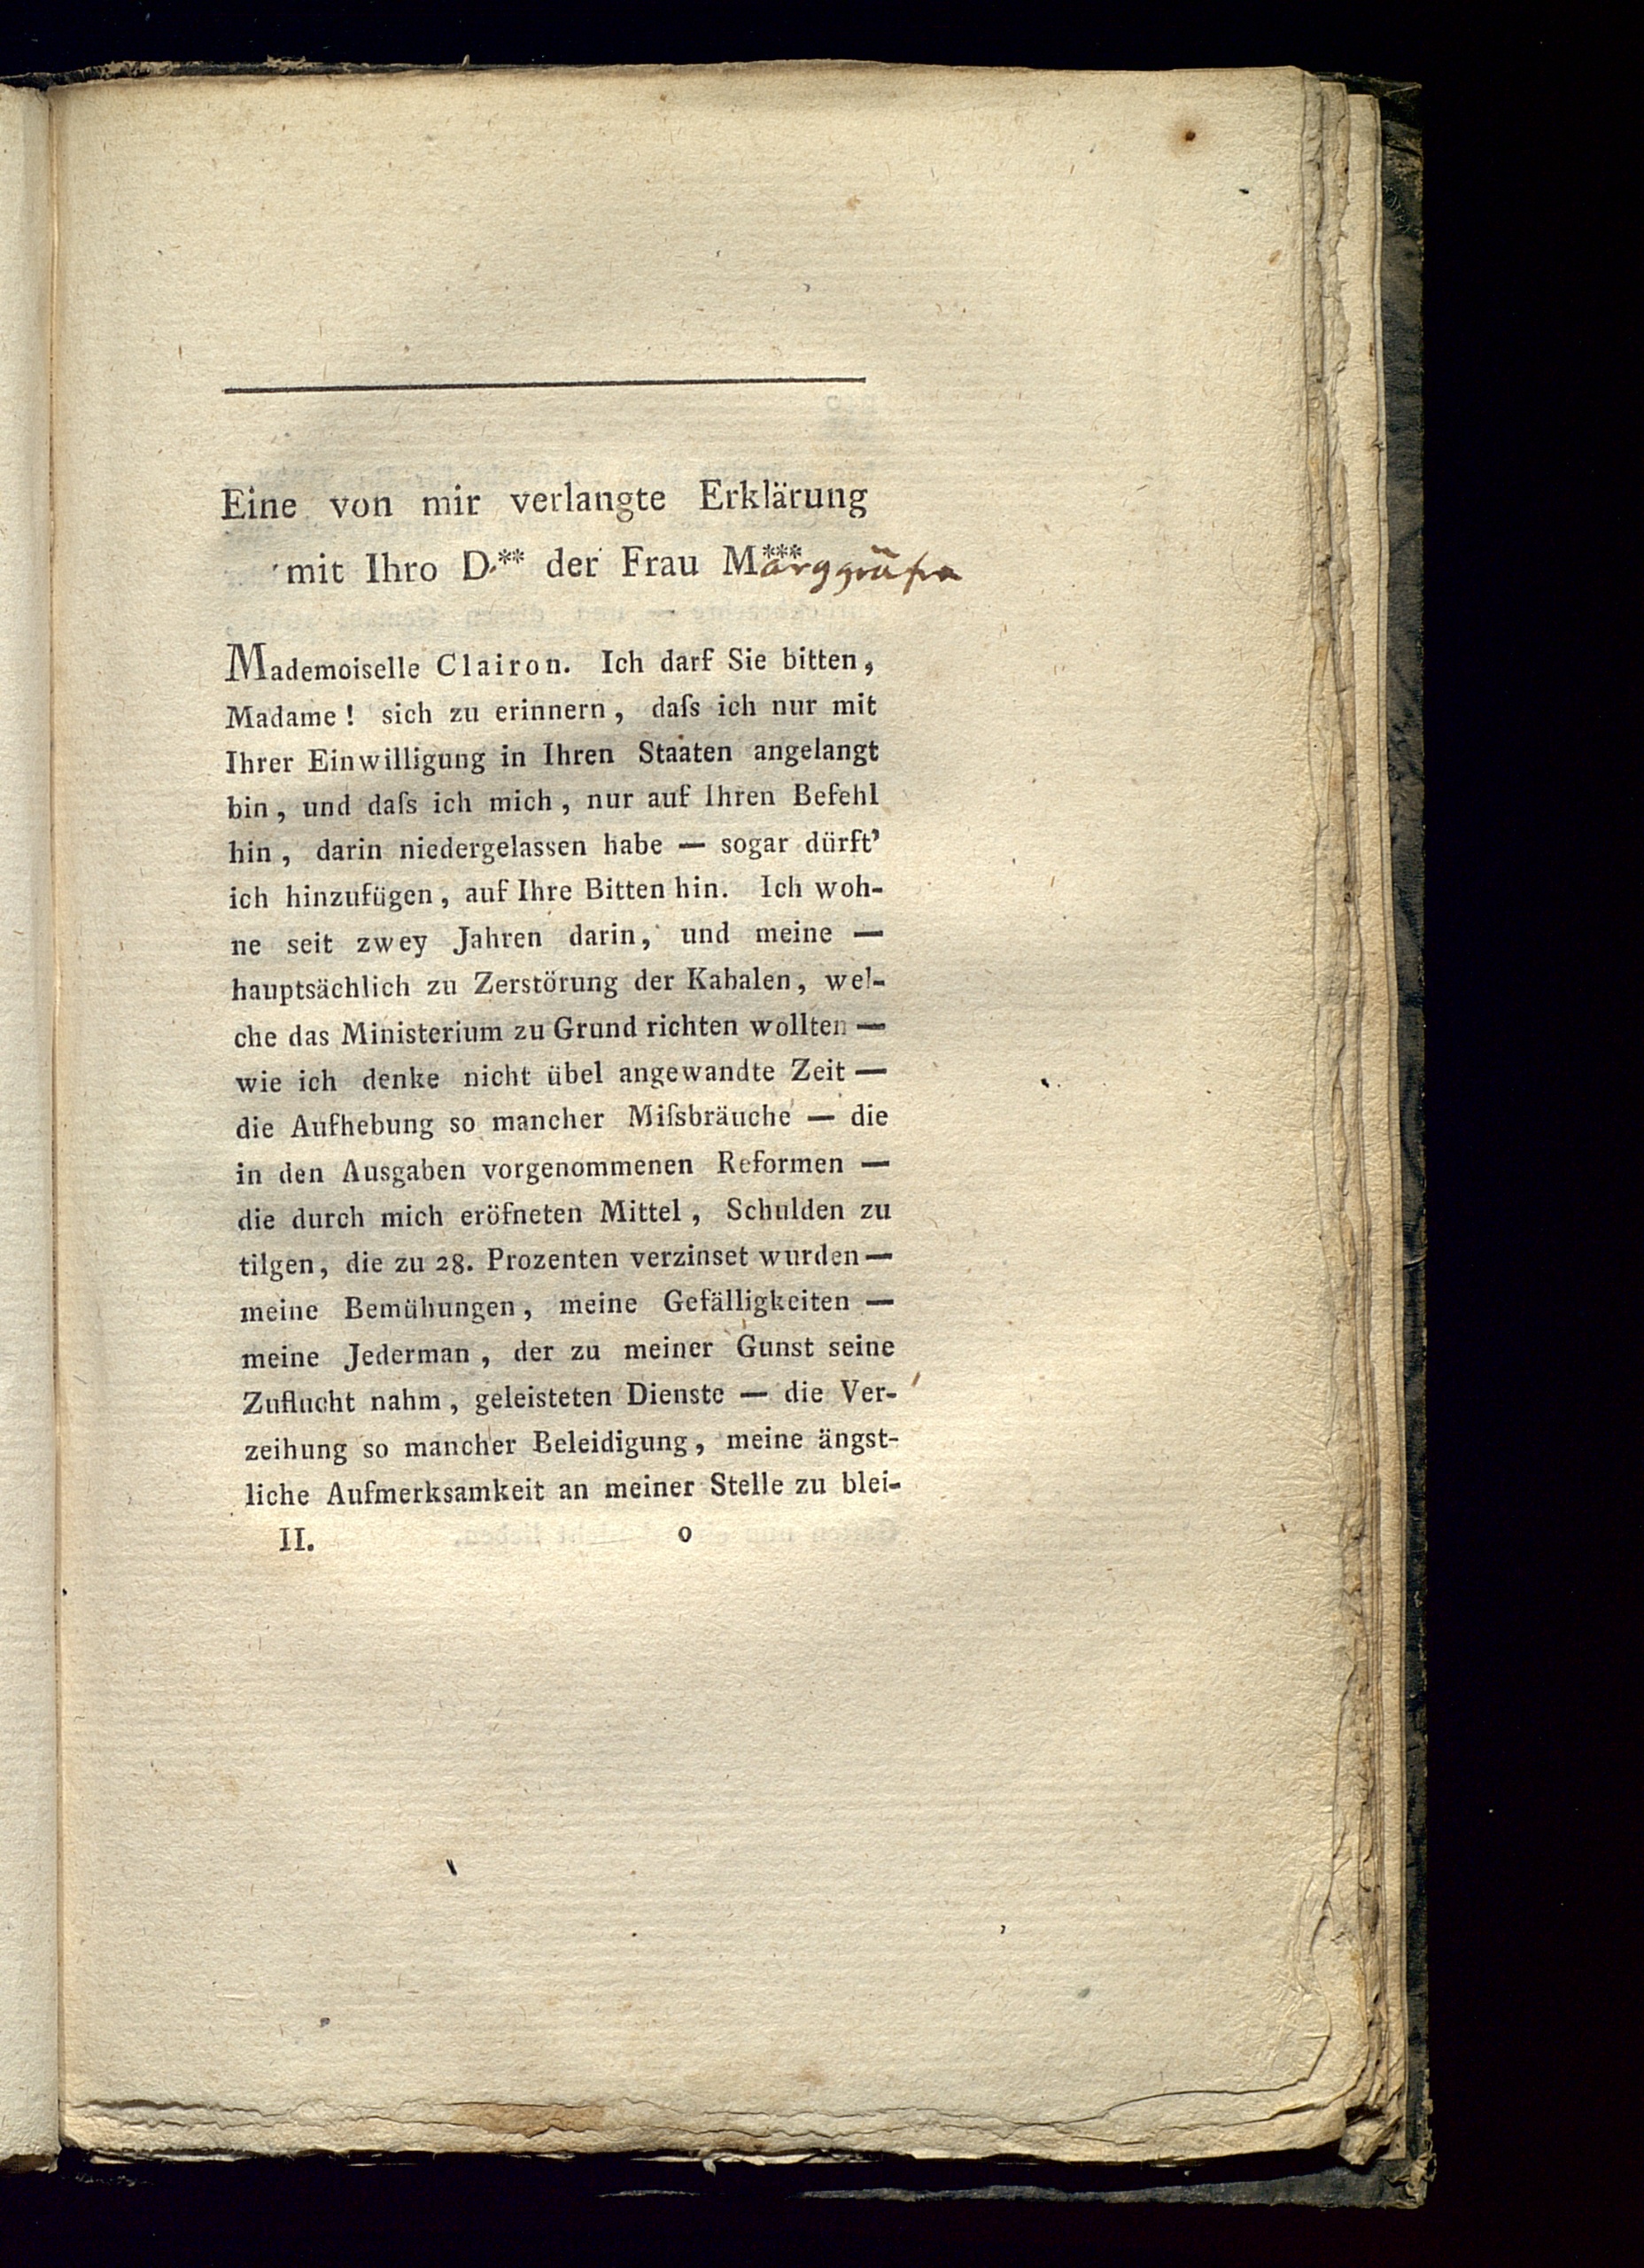 Eine von mir verlangte Erklärung
mit Ihro D.** der Frau M***arggräfin
Mademoiselle Clairon. Ich darf Sie bitten,
Madame! sich zu erinnern, daſs ich nur mit
Ihrer Einwilligung in Ihren Staaten angelangt
bin, und daſs ich mich, nur auf Ihren Befehl
hin, darin niedergelassen habe — sogar dürft'
ich hinzufügen, auf Ihre Bitten hin. Ich woh-
ne seit zwey Jahren darin, und meine —
hauptsächlich zu Zerstörung der Kabalen, wel-
che das Ministerium zu Grund richten wollten —
wie ich denke nicht übel angewandte Zeit —
die Aufhebung so mancher Miſsbräuche — die
in den Ausgaben vorgenommenen Reformen —
die durch mich eröfneten Mittel, Schulden zu
tilgen, die zu 28. Prozenten verzinset wurden —
meine Bemühungen, meine Gefälligkeiten —
meine Jederman, der zu meiner Gunst seine
Zuflucht nahm, geleisteten Dienste — die Ver-
zeihung so mancher Beleidigung, meine ängst-
liche Aufmerksamkeit an meiner Stelle zu blei-
II. o